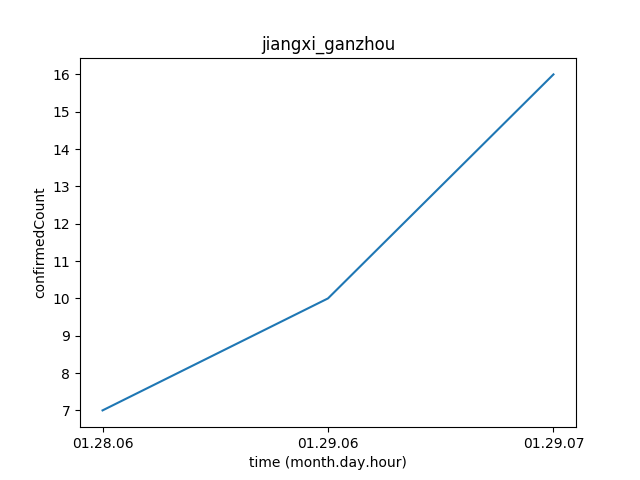 jiangxi_ganzhou
confirmedCount
16
15
14
13
12
11
10
9
8
7
01.28.06 01.29.06 01.29.07
time (month.day.hour)